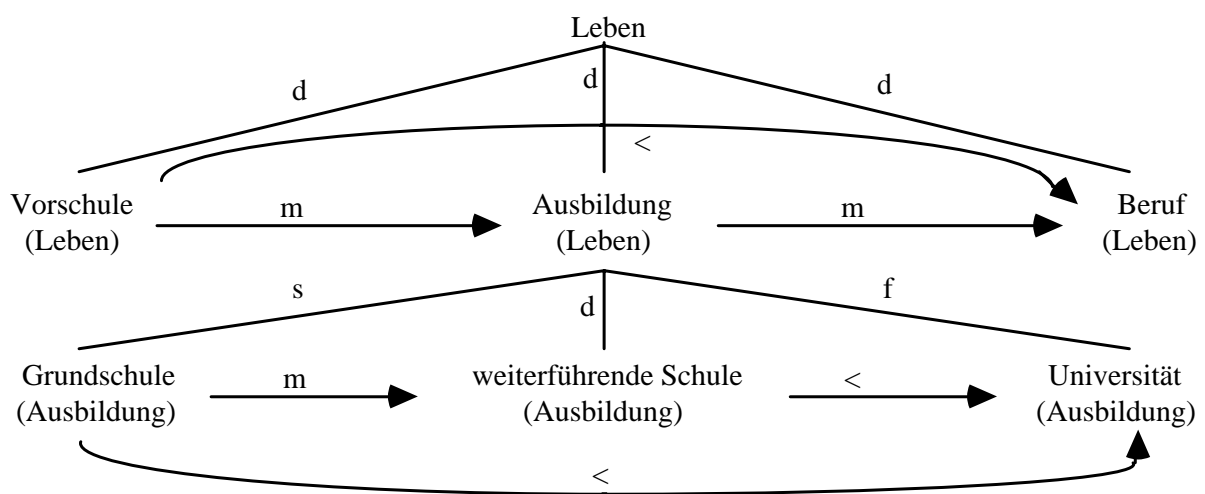 Leben
d d d
<
Vorschule m Ausbildung m Beruf
(Leben) (Leben) (Leben)
s d f
Grundschule m weiterführende Schule < Universität
(Ausbildung) (Ausbildung) (Ausbildung)
<